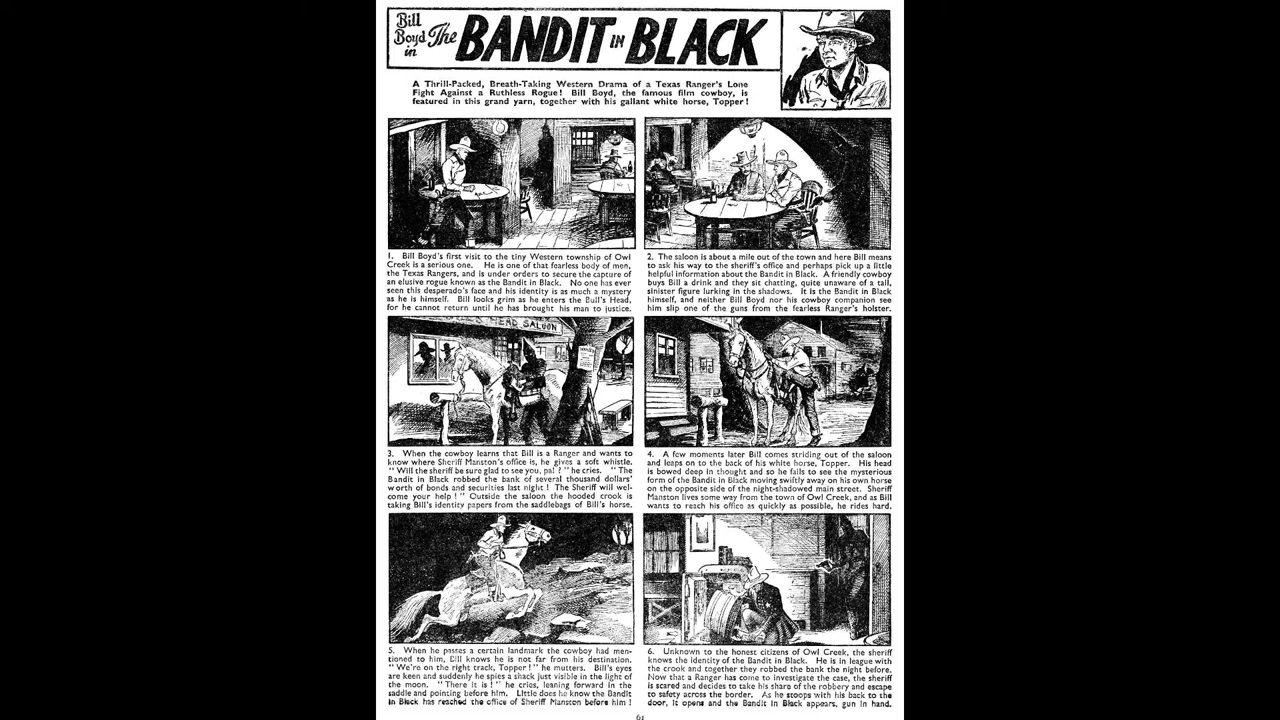 Bill
Boyd The
in
BANDIT IN BLACK
A Thrill-Packed, Breath-Taking Western Drama of a Texas Ranger's Lone
Fight Against a Ruthless Rogue! Bill Boyd, the famous film cowboy, is
featured in this grand yarn, together with his gallant white horse, Topper!
1. Bill Boyd's first visit to the tiny Western township of Owl
Creek is a serious one. He is one of that fearless body of men,
the Texas Rangers, and is under orders to secure the capture of
an elusive rogue known as the Bandit in Black. No one has ever
seen this desperado's face and his identity is as much a mystery
as he is himself. Bill looks grim as he enters the Bull's Head,
for he cannot return until he has brought his man to justice.
2. The saloon is about a mile out of the town and here Bill means
to ask his way to the sheriff's office and perhaps pick up a little
helpful information about the Bandit in Black. A friendly cowboy
buys Bill a drink and they sit chatting, quite unaware of a tall,
sinister figure lurking in the shadows. It is the Bandit in Black
himself, and neither Bill Boyd nor his cowboy companion see
him slip one of the guns from the fearless Ranger's holster.
HEAD SALOON
3. When the cowboy learns that Bill is a Ranger and wants to
know where Sheriff Manston's office is, he gives a soft whistle.
"Will the sheriff be sure glad to see you, pal!" he cries. "The
Bandit in Black robbed the bank of several thousand dollars'
worth of bonds and securities last night! The Sheriff will wel-
come your help!" Outside the saloon the hooded crook is
taking Bill's identity papers from the saddlebags of Bill's horse.
4. A few moments later Bill comes striding out of the saloon
and leaps on to the back of his white horse, Topper. His head
is bowed deep in thought and so he fails to see the mysterious
form of the Bandit in Black moving swiftly away on his own horse
on the opposite side of the night-shadowed main street. Sheriff
Manston lives some way from the town of Owl Creek, and as Bill
wants to reach his office as quickly as possible, he rides hard.
5. When he passes a certain landmark the cowboy had men-
tioned to him, Bill knows he is not far from his destination.
"We're on the right track, Topper!" he mutters. Bill's eyes
are keen and suddenly he spies a shack just visible in the light of
the moon. "There it is!" he cries, leaning forward in the
saddle and pointing before him. Little does he know the Bandit
in Black has reached the office of Sheriff Manston before him!
6. Unknown to the honest citizens of Owl Creek, the sheriff
knows the identity of the Bandit in Black. He is in league with
the crook and together they robbed the bank the night before.
Now that a Ranger has come to investigate the case, the sheriff
is scared and decides to take his share of the robbery and escape
to safety across the border. As he stoops with his back to the
door, it opens and the Bandit in Black appears, gun in hand.
61